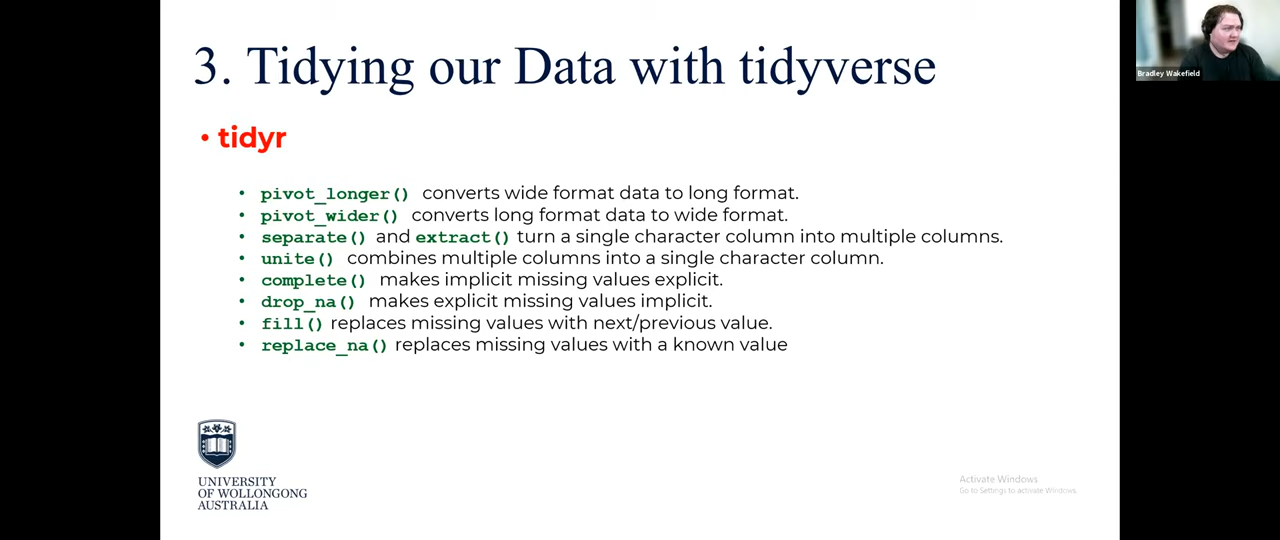 3. Tidying our Data with tidyverse
Bradley Wakefield
• tidyr
• pivot_longer() converts wide format data to long format.
• pivot_wider() converts long format data to wide format.
• separate() and extract() turn a single character column into multiple columns.
• unite() combines multiple columns into a single character column.
• complete() makes implicit missing values explicit.
• drop_na() makes explicit missing values implicit.
• fill() replaces missing values with next/previous value.
• replace_na() replaces missing values with a known value
UNIVERSITY
OF WOLLONGONG
AUSTRALIA
Activate Windows
Go to Settings to activate Windows.